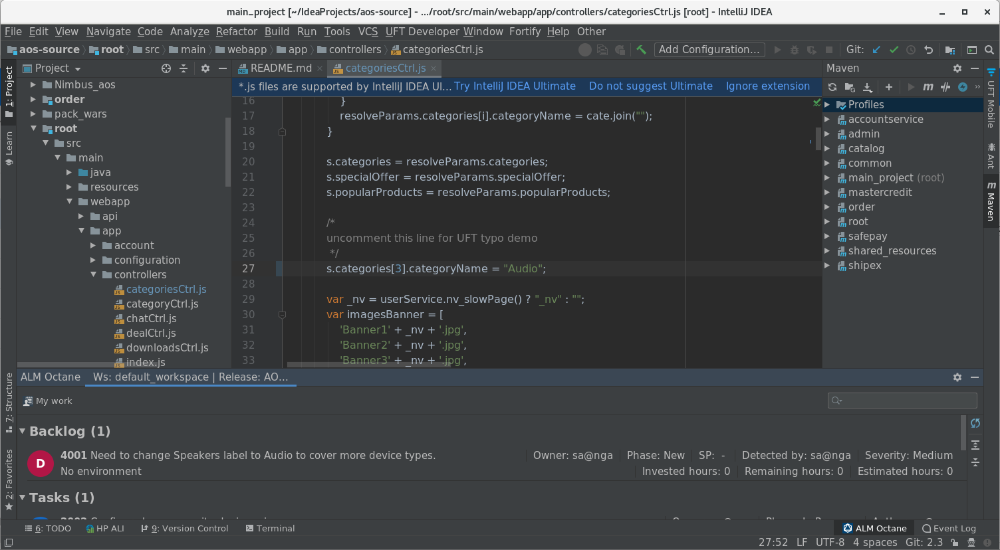 main_project [~/IdeaProjects/aos-source] - .../root/src/main/webapp/app/controllers/categoriesCtrl.js [root] - IntelliJ IDEA
File Edit View Navigate Code Analyze Refactor Build Run Tools VCS UFT Developer Window Fortify Help Other
aos-source root src main webapp app controllers categoriesCtrl.js Add Configuration... Git:
1: Project
Learn
7: Structure
2: Favorites
Project
Nimbus_aos
order
pack_wars
root
src
main
java
resources
webapp
api
app
account
configuration
controllers
categoriesCtrl.js
categoryCtrl.js
chatCtrl.js
dealCtrl.js
downloadsCtrl.js
index.js
README.md categoriesCtrl.js
*.js files are supported by IntelliJ IDEA Ul... Try IntelliJ IDEA Ultimate Do not suggest Ultimate Ignore extension
16 }
17 resolveParams.categories[i].categoryName = cate.join("");
18 }
19
20 s.categories = resolveParams.categories;
21 s.specialOffer = resolveParams.specialOffer;
22 s.popularProducts = resolveParams.popularProducts;
23
24 /*
25 uncomment this line for UFT typo demo
26 */
27 s.categories[3].categoryName = "Audio";
28
29 var _nv = userService.nv_slowPage() ? "_nv" : "";
30 var imagesBanner = [
31 'Banner1' + _nv + '.jpg',
32 'Banner2' + _nv + '.jpg',
33 'Banner3' + _nv + '.jpg',
Maven
Profiles
accountservice
admin
catalog
common
main_project (root)
mastercredit
order
root
safepay
shared_resources
shipex
UFT Mobile
Ant
m Maven
ALM Octane Ws: default_workspace | Release: AO...
My work
Backlog (1)
D
4001 Need to change Speakers label to Audio to cover more device types. Owner: sa@nga Phase: New SP: - Detected by: sa@nga Severity: Medium
No environment Invested hours: 0 Remaining hours: 0 Estimated hours: 0
Tasks (1)
6: TODO HP ALI 9: Version Control Terminal ALM Octane Event Log
27:52 LF UTF-8 4 spaces Git: 2.3